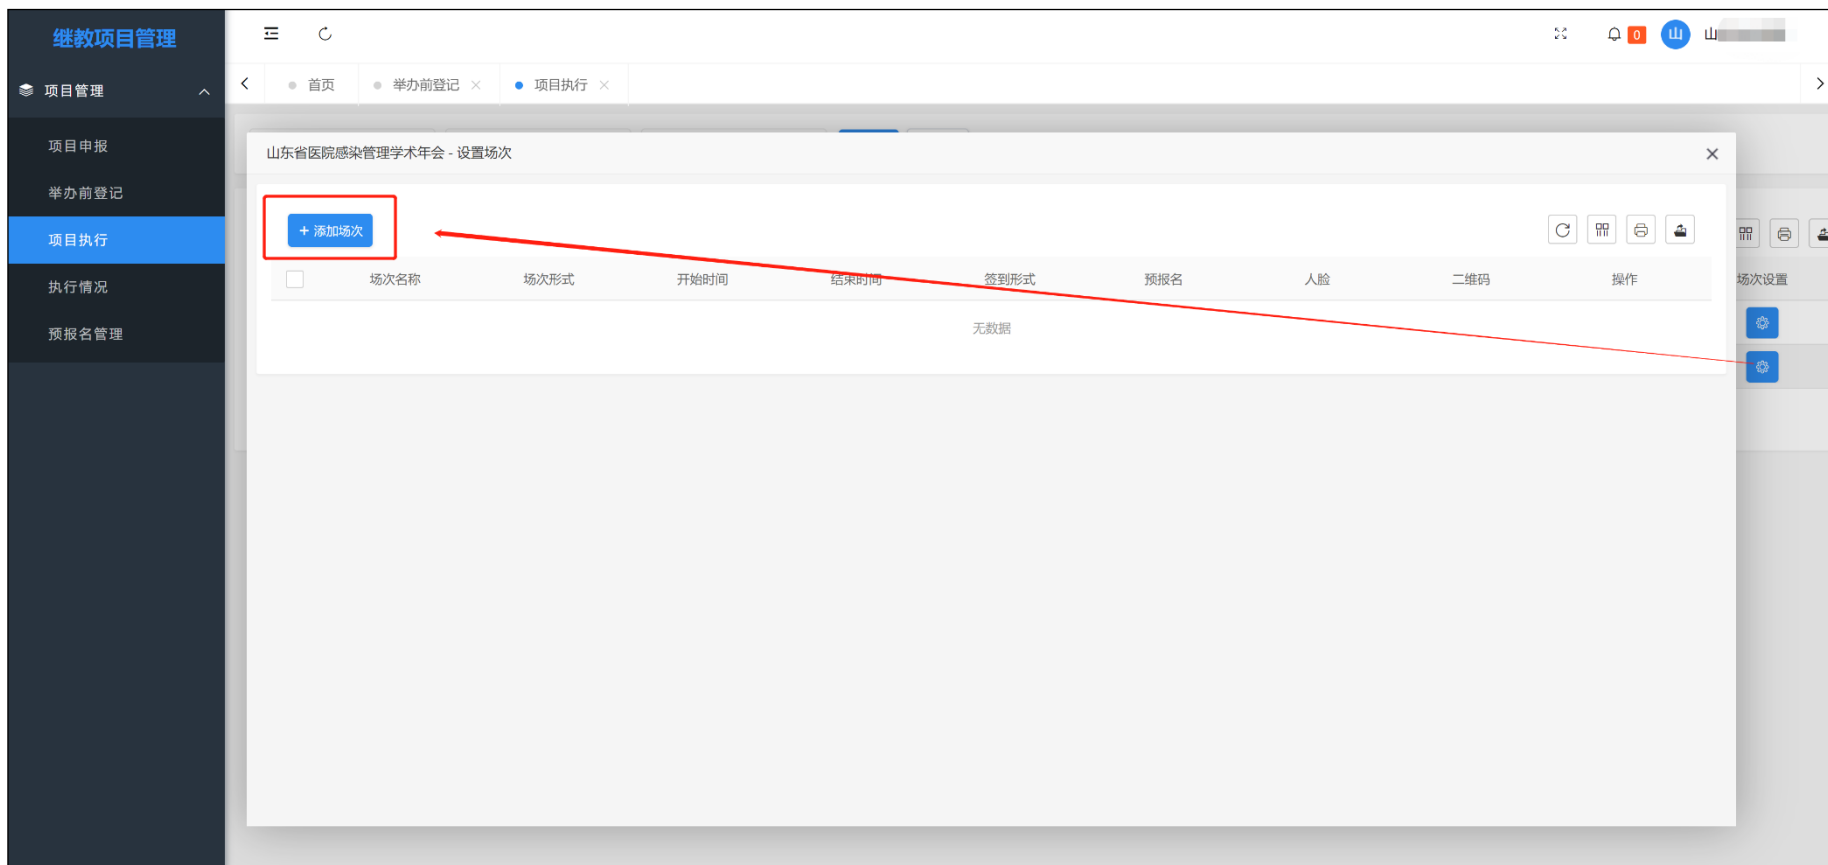 继教项目管理
0
山
山
项目管理
首页
举办前登记
项目执行
项目申报
举办前登记
项目执行
执行情况
预报名管理
山东省医院感染管理学术年会 - 设置场次
+ 添加场次
场次名称 场次形式 开始时间 结束时间 签到形式 预报名 人脸 二维码 操作
场次设置
无数据